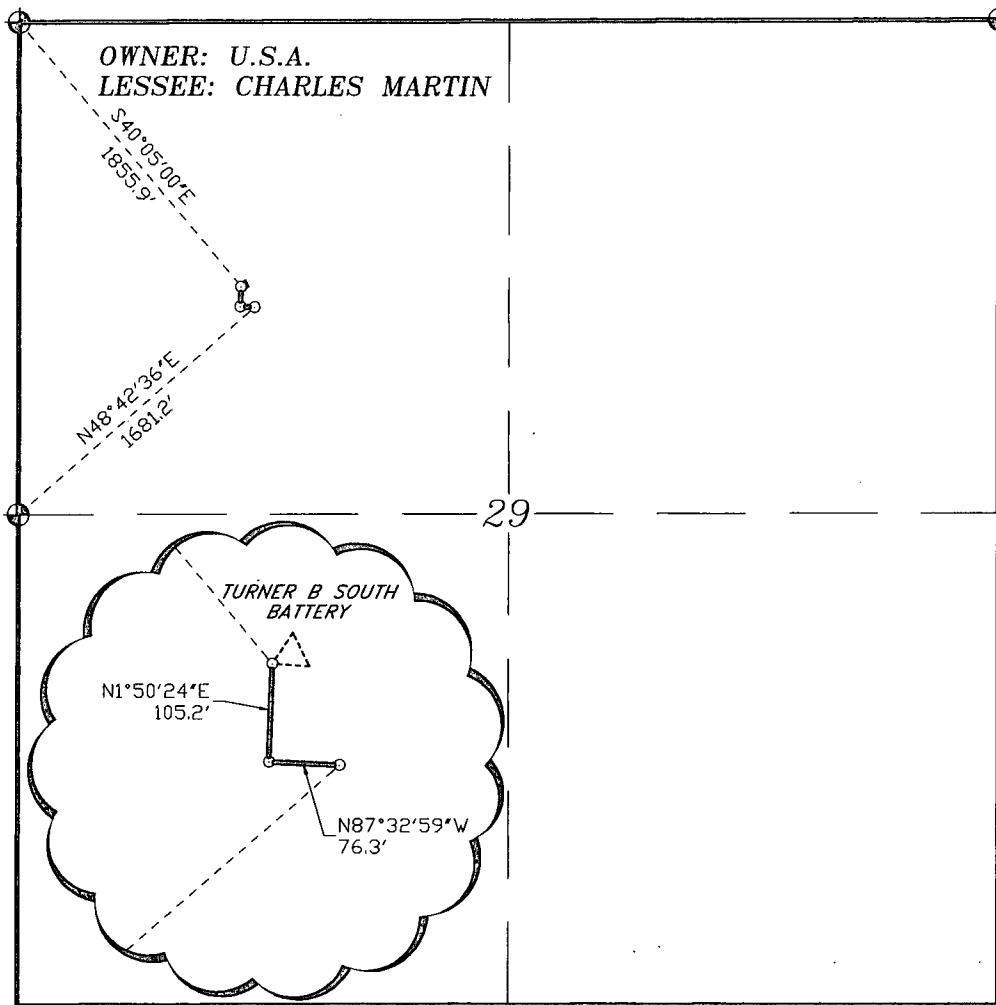 OWNER: U.S.A.
LESSEE: CHARLES MARTIN
S40°05'00"E
1855.9'
N48°42'36"E
1681.2'
29
TURNER B SOUTH
BATTERY
N1°50'24"E
105.2'
N87°32'59"W
76.3'